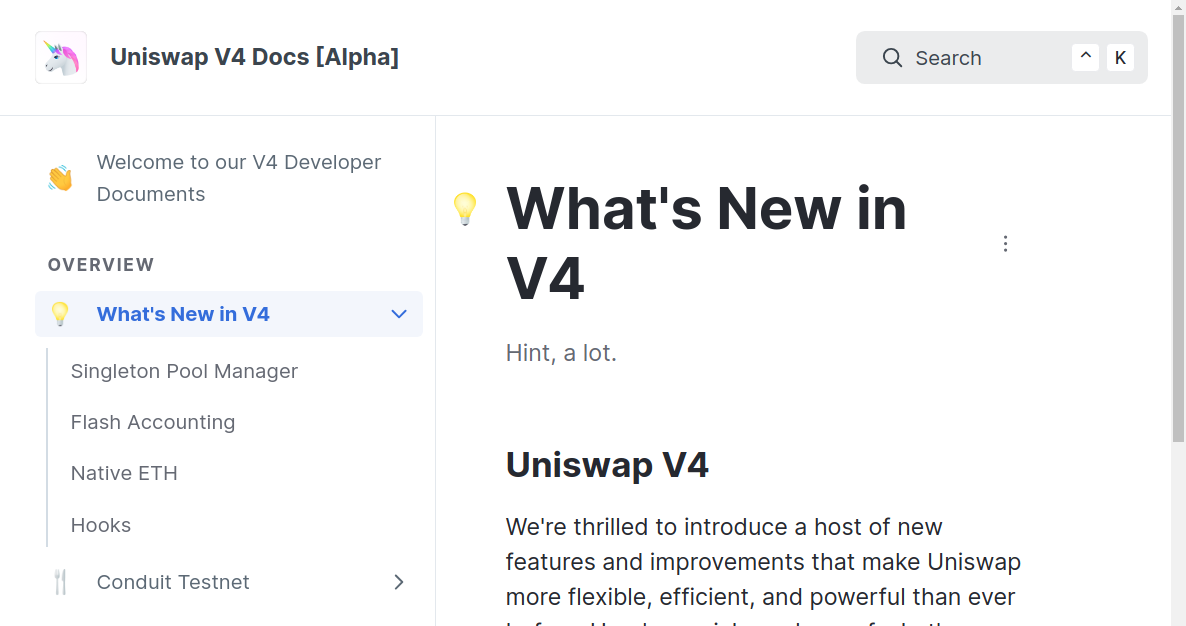 Uniswap V4 Docs [Alpha]
Search
^
K
Welcome to our V4 Developer
Documents
OVERVIEW
What's New in V4
Singleton Pool Manager
Flash Accounting
Native ETH
Hooks
Conduit Testnet
What's New in
V4
Hint, a lot.
Uniswap V4
We're thrilled to introduce a host of new
features and improvements that make Uniswap
more flexible, efficient, and powerful than ever